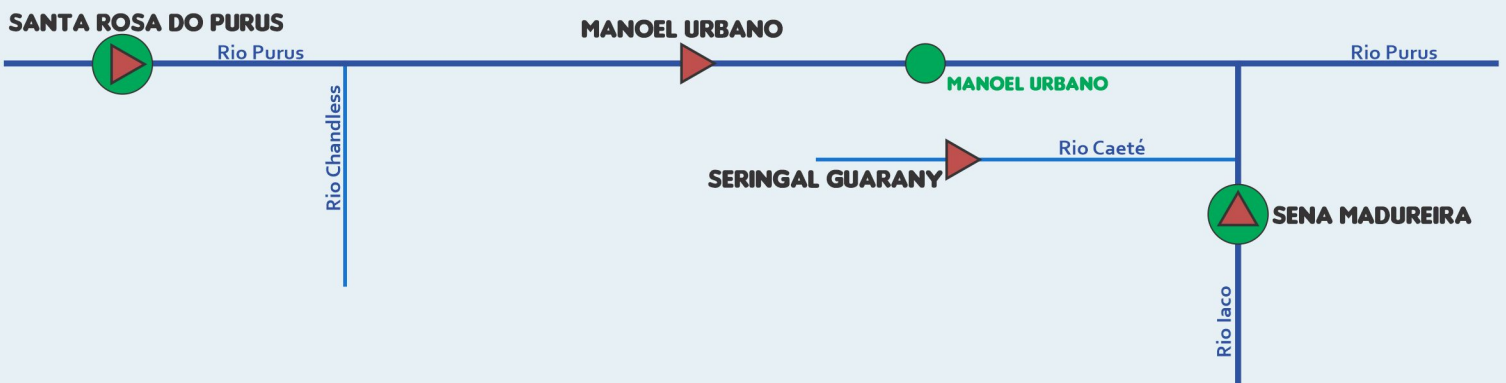 SANTA ROSA DO PURUS
MANOEL URBANO
Rio Purus
Rio Purus
MANOEL URBANO
Rio Chandless
Rio Caeté
SERINGAL GUARANY
SENA MADUREIRA
Rio Iaco